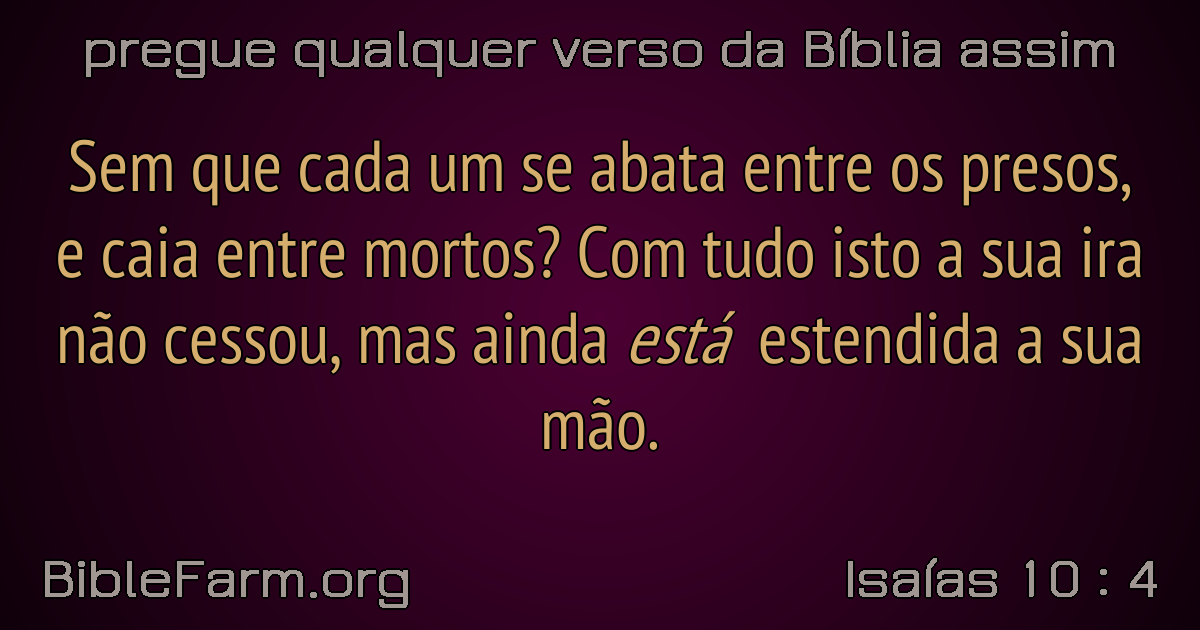 pregue qualquer verso da Bíblia assim
Sem que cada um se abata entre os presos,
e caia entre mortos? Com tudo isto a sua ira
não cessou, mas ainda está estendida a sua
mão.
BibleFarm.org
Isaías 10 : 4